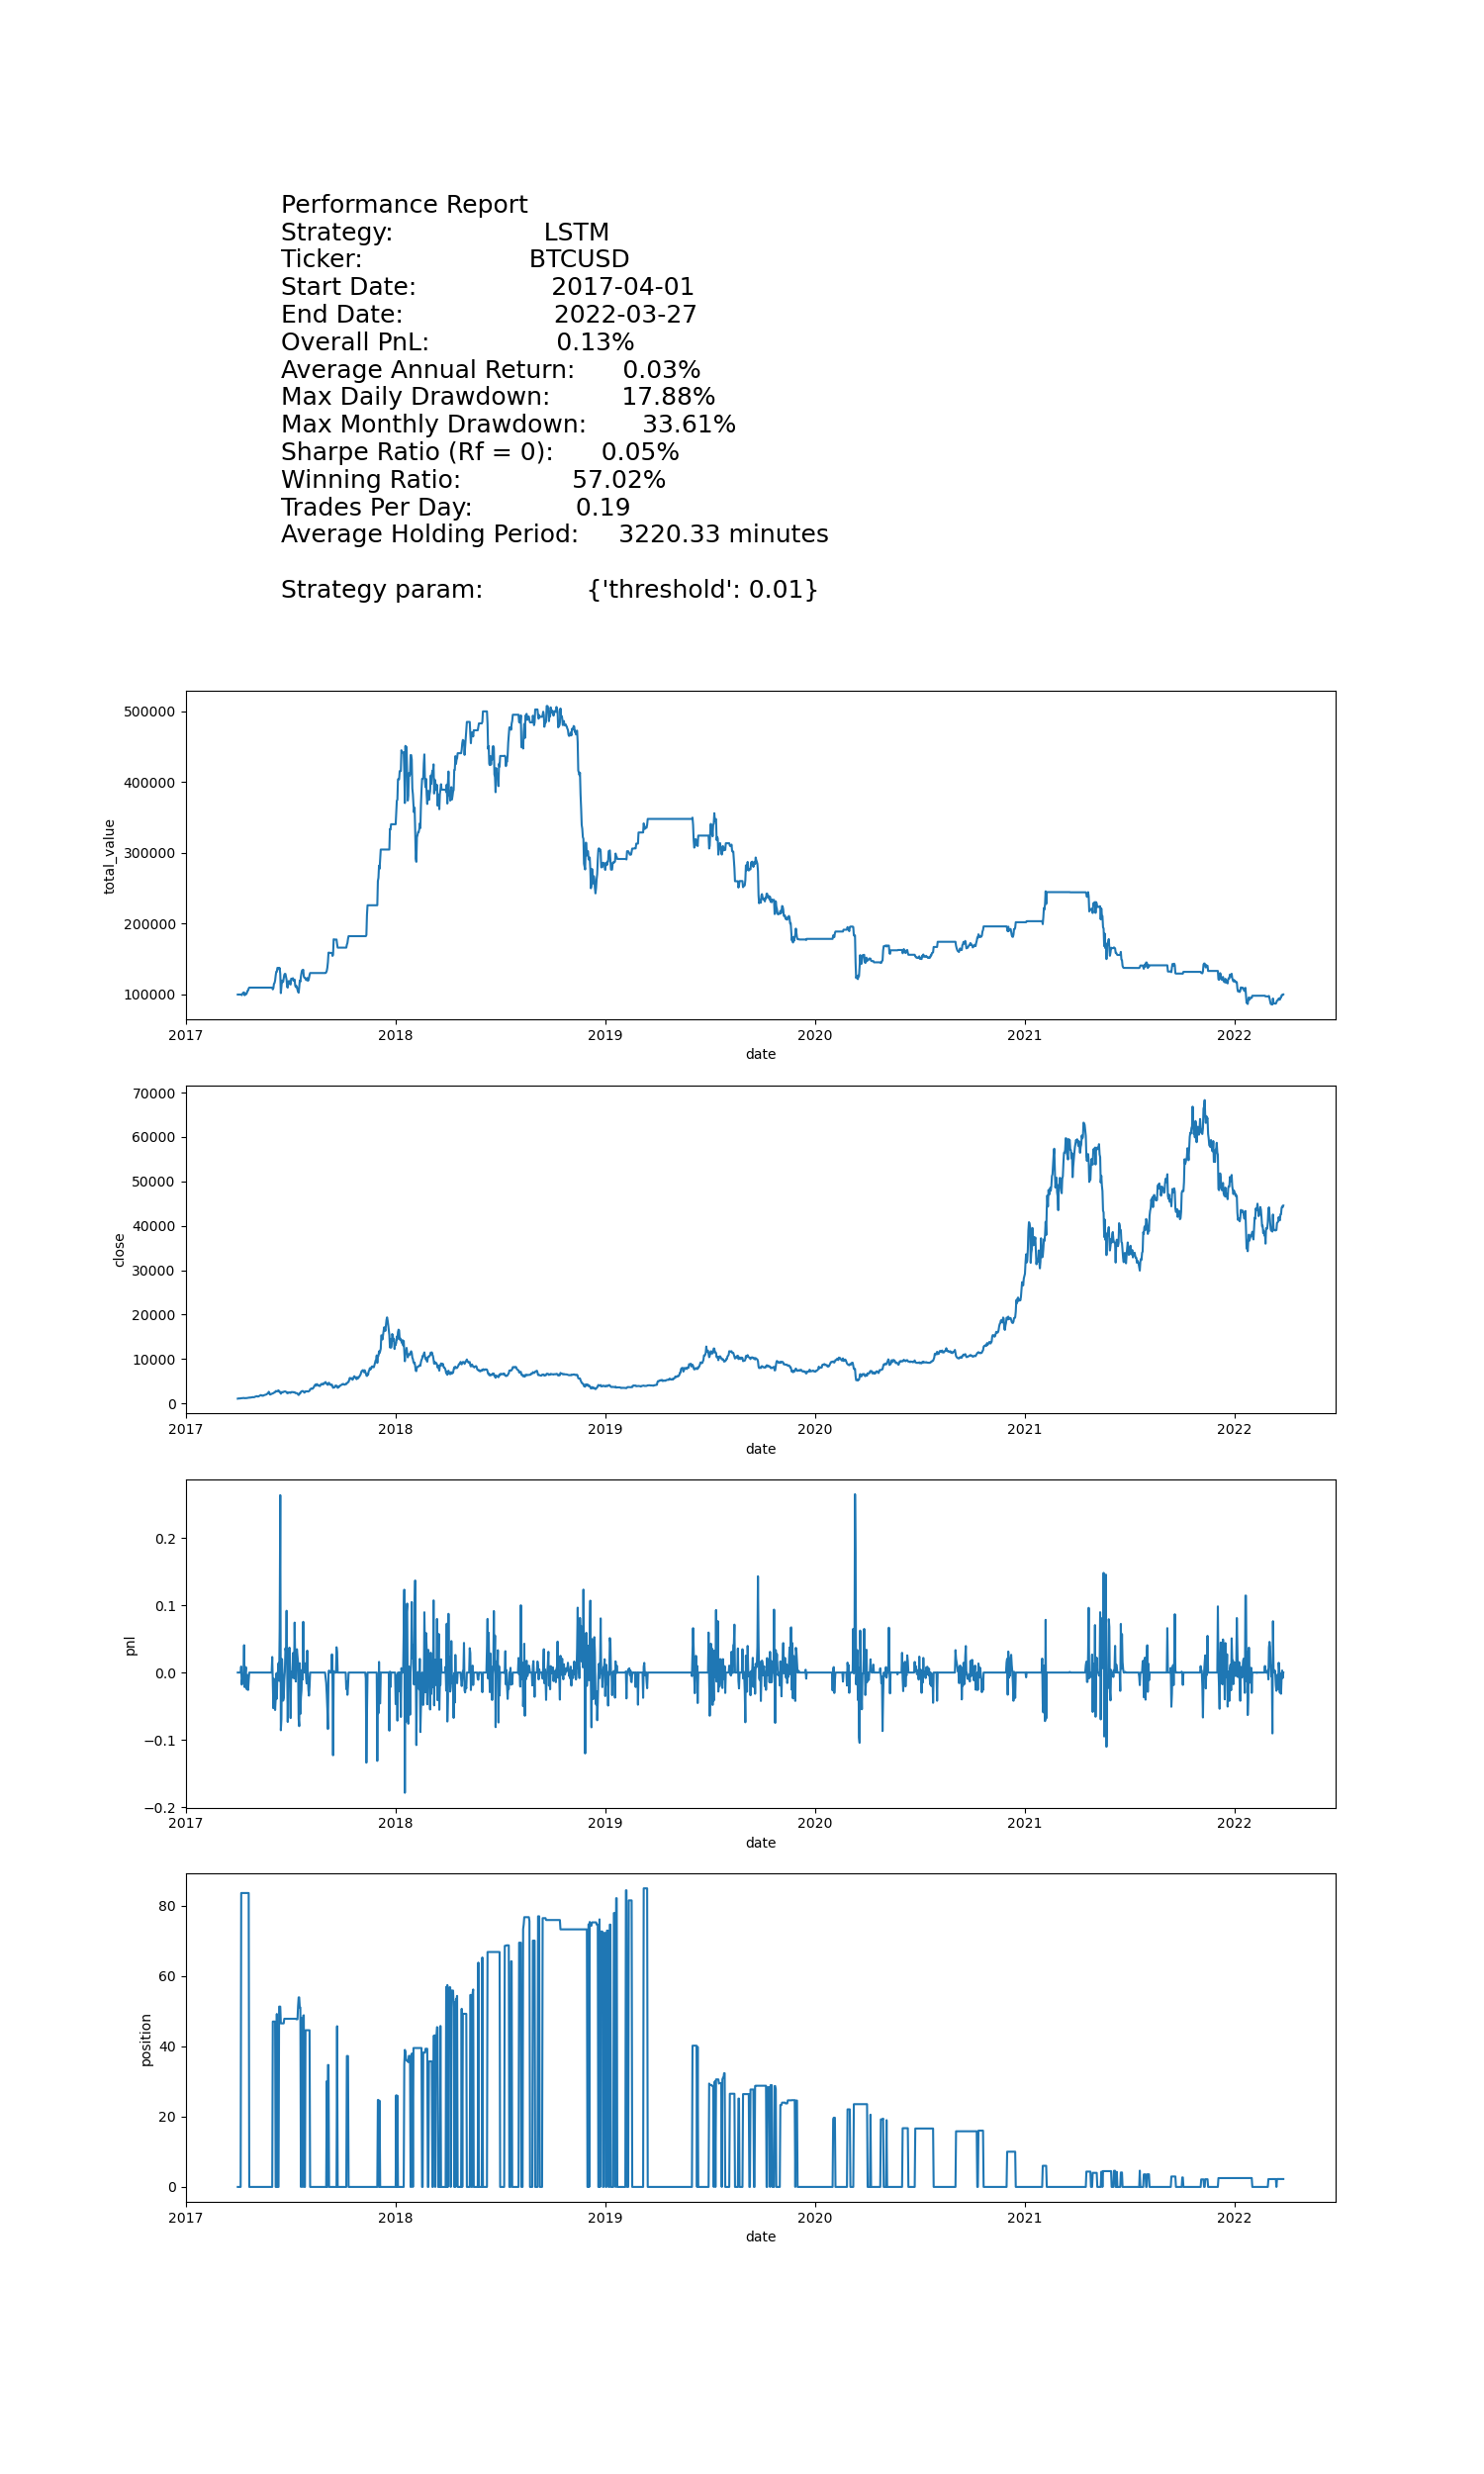 Performance Report
Strategy: LSTM
Ticker: BTCUSD
Start Date: 2017-04-01
End Date: 2022-03-27
Overall PnL: 0.13%
Average Annual Return: 0.03%
Max Daily Drawdown: 17.88%
Max Monthly Drawdown: 33.61%
Sharpe Ratio (Rf = 0): 0.05%
Winning Ratio: 57.02%
Trades Per Day: 0.19
Average Holding Period: 3220.33 minutes
Strategy param: {'threshold': 0.01}
500000
400000
300000
200000
100000
total_value
2017 2018 2019 2020 2021 2022
date
70000
60000
50000
40000
30000
20000
10000
0
close
2017 2018 2019 2020 2021 2022
date
0.2
0.1
0.0
−0.1
−0.2
pnl
2017 2018 2019 2020 2021 2022
date
80
60
40
20
0
position
2017 2018 2019 2020 2021 2022
date